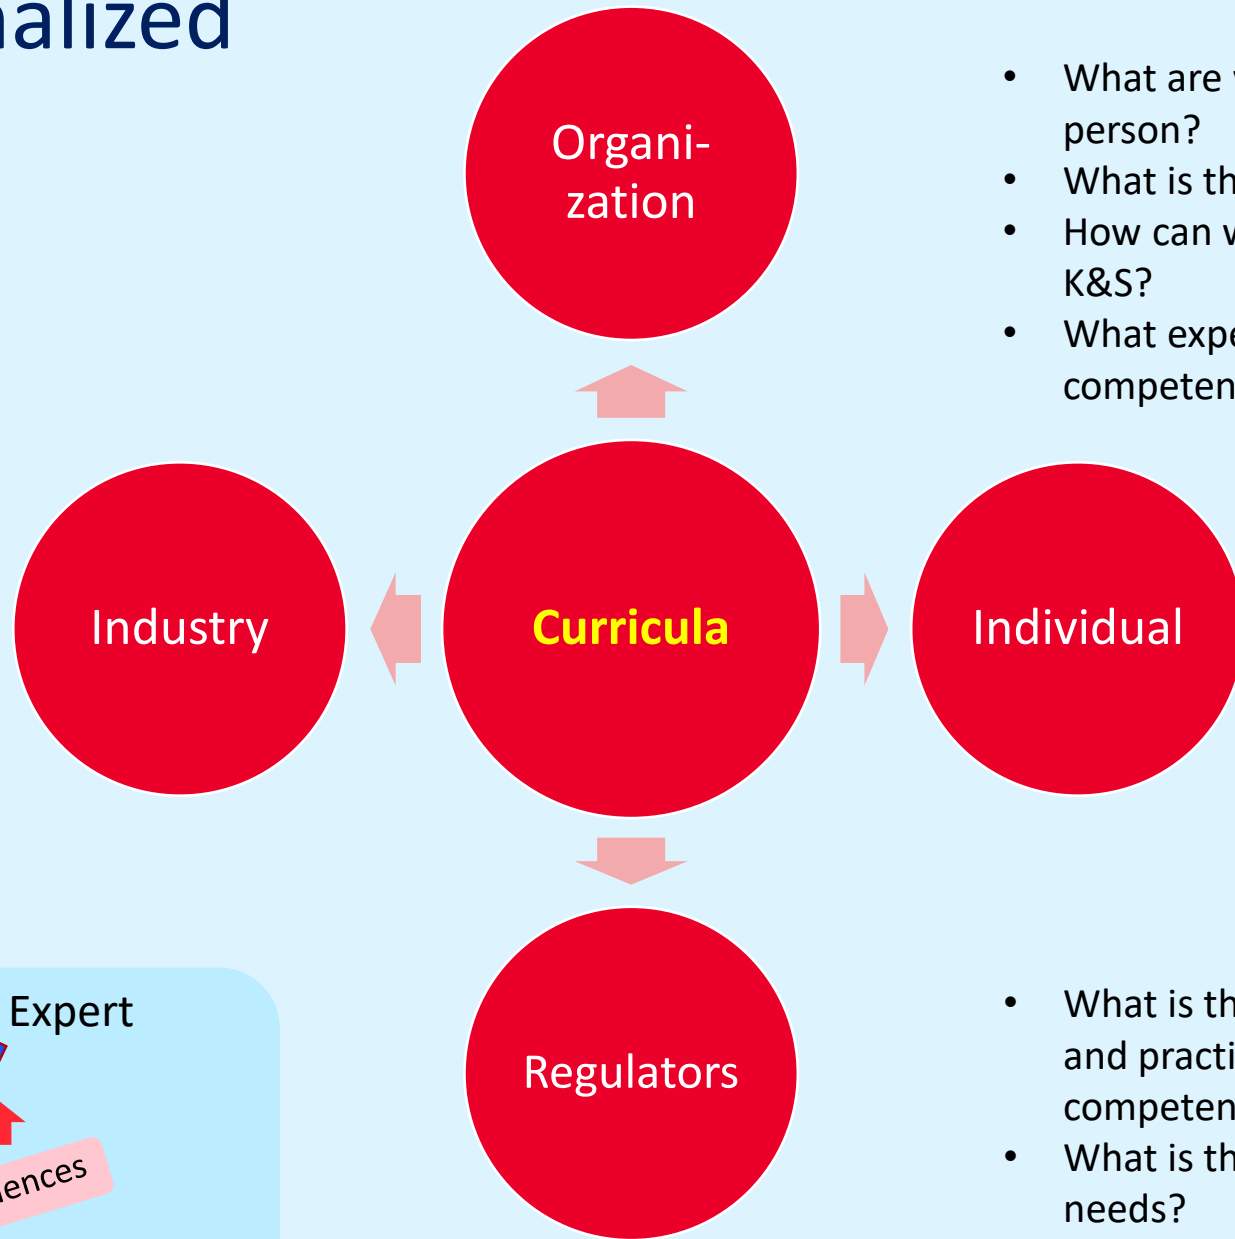 nalized
Organi-
zation
• What are
person?
• What is th
• How can
K&S?
• What expe
competen
Industry
Curricula
Individual
Expert
ences
Regulators
• What is th
and practi
competen
• What is th
needs?